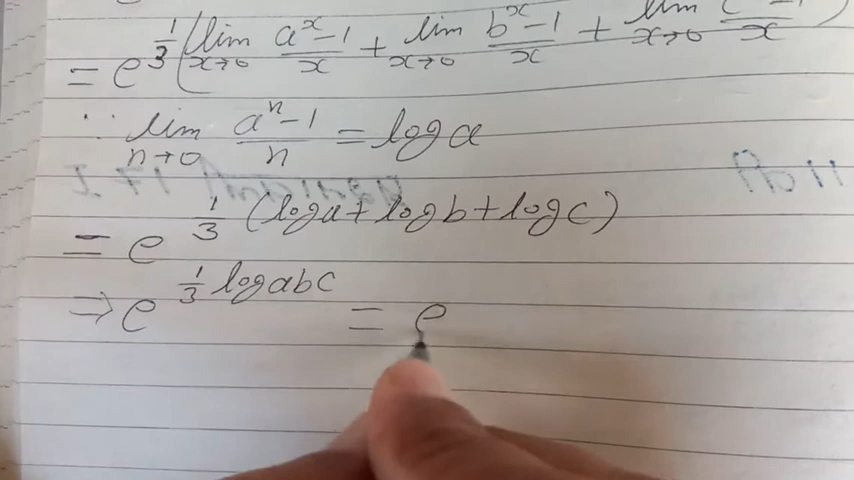 = e^{1/3 (lim_{x→0} (a^x-1)/x + lim_{x→0} (b^x-1)/x + lim_{x→0} (c^x-1)/x)}
∵ lim_{n→0} (a^n-1)/n = log a
= e^{1/3 (log a + log b + log c)}
⇒ e^{1/3 log abc} = e